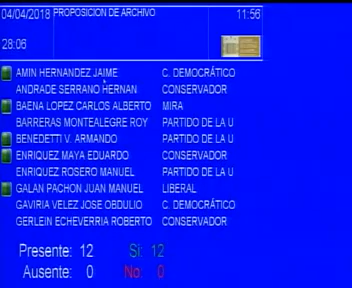 04/04/2018 PROPOSICION DE ARCHIVO 11:56
28:06
AMIN HERNANDEZ JAIME C. DEMOCRÁTICO
ANDRADE SERRANO HERNAN CONSERVADOR
BAENA LOPEZ CARLOS ALBERTO MIRA
BARRERAS MONTEALEGRE ROY PARTIDO DE LA U
BENEDETTI V. ARMANDO PARTIDO DE LA U
ENRIQUEZ MAYA EDUARDO CONSERVADOR
ENRIQUEZ ROSERO MANUEL PARTIDO DE LA U
GALAN PACHON JUAN MANUEL LIBERAL
GAVIRIA VELEZ JOSE OBDULIO C. DEMOCRÁTICO
GERLEIN ECHEVERRIA ROBERTO CONSERVADOR
Presente: 12 Si: 12
Ausente: 0 No: 0